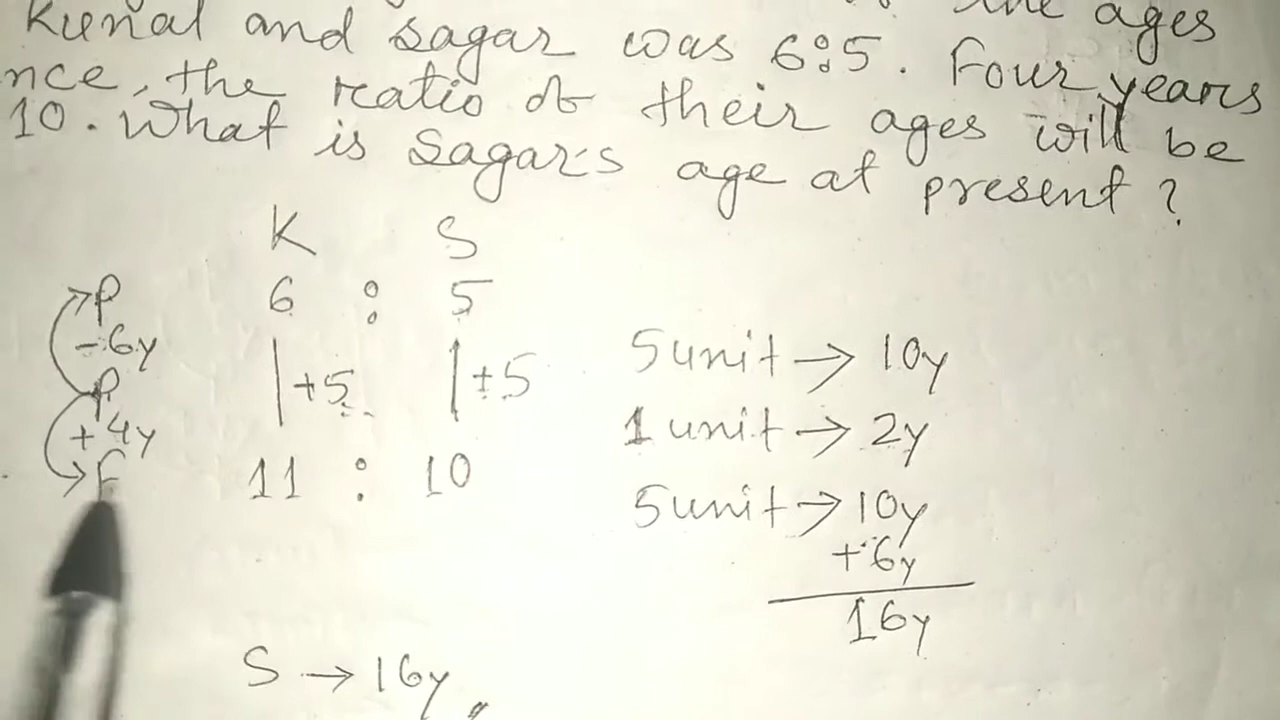 the ages
Kunal and Sagar was 6:5. Four years
nce, the ratio of their ages will be
10. What is Sagar's age at present?
K S
P 6 : 5
-6y
P |+5 |+5
+4y
F 11 : 10
5unit → 10y
1 unit → 2y
5unit → 10y
+6y
16y
S → 16y